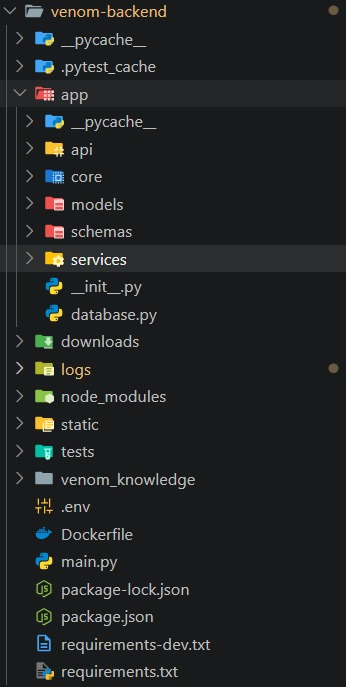 venom-backend
__pycache__
.pytest_cache
app
__pycache__
api
core
models
schemas
services
__init__.py
database.py
downloads
logs
node_modules
static
tests
venom_knowledge
.env
Dockerfile
main.py
package-lock.json
package.json
requirements-dev.txt
requirements.txt